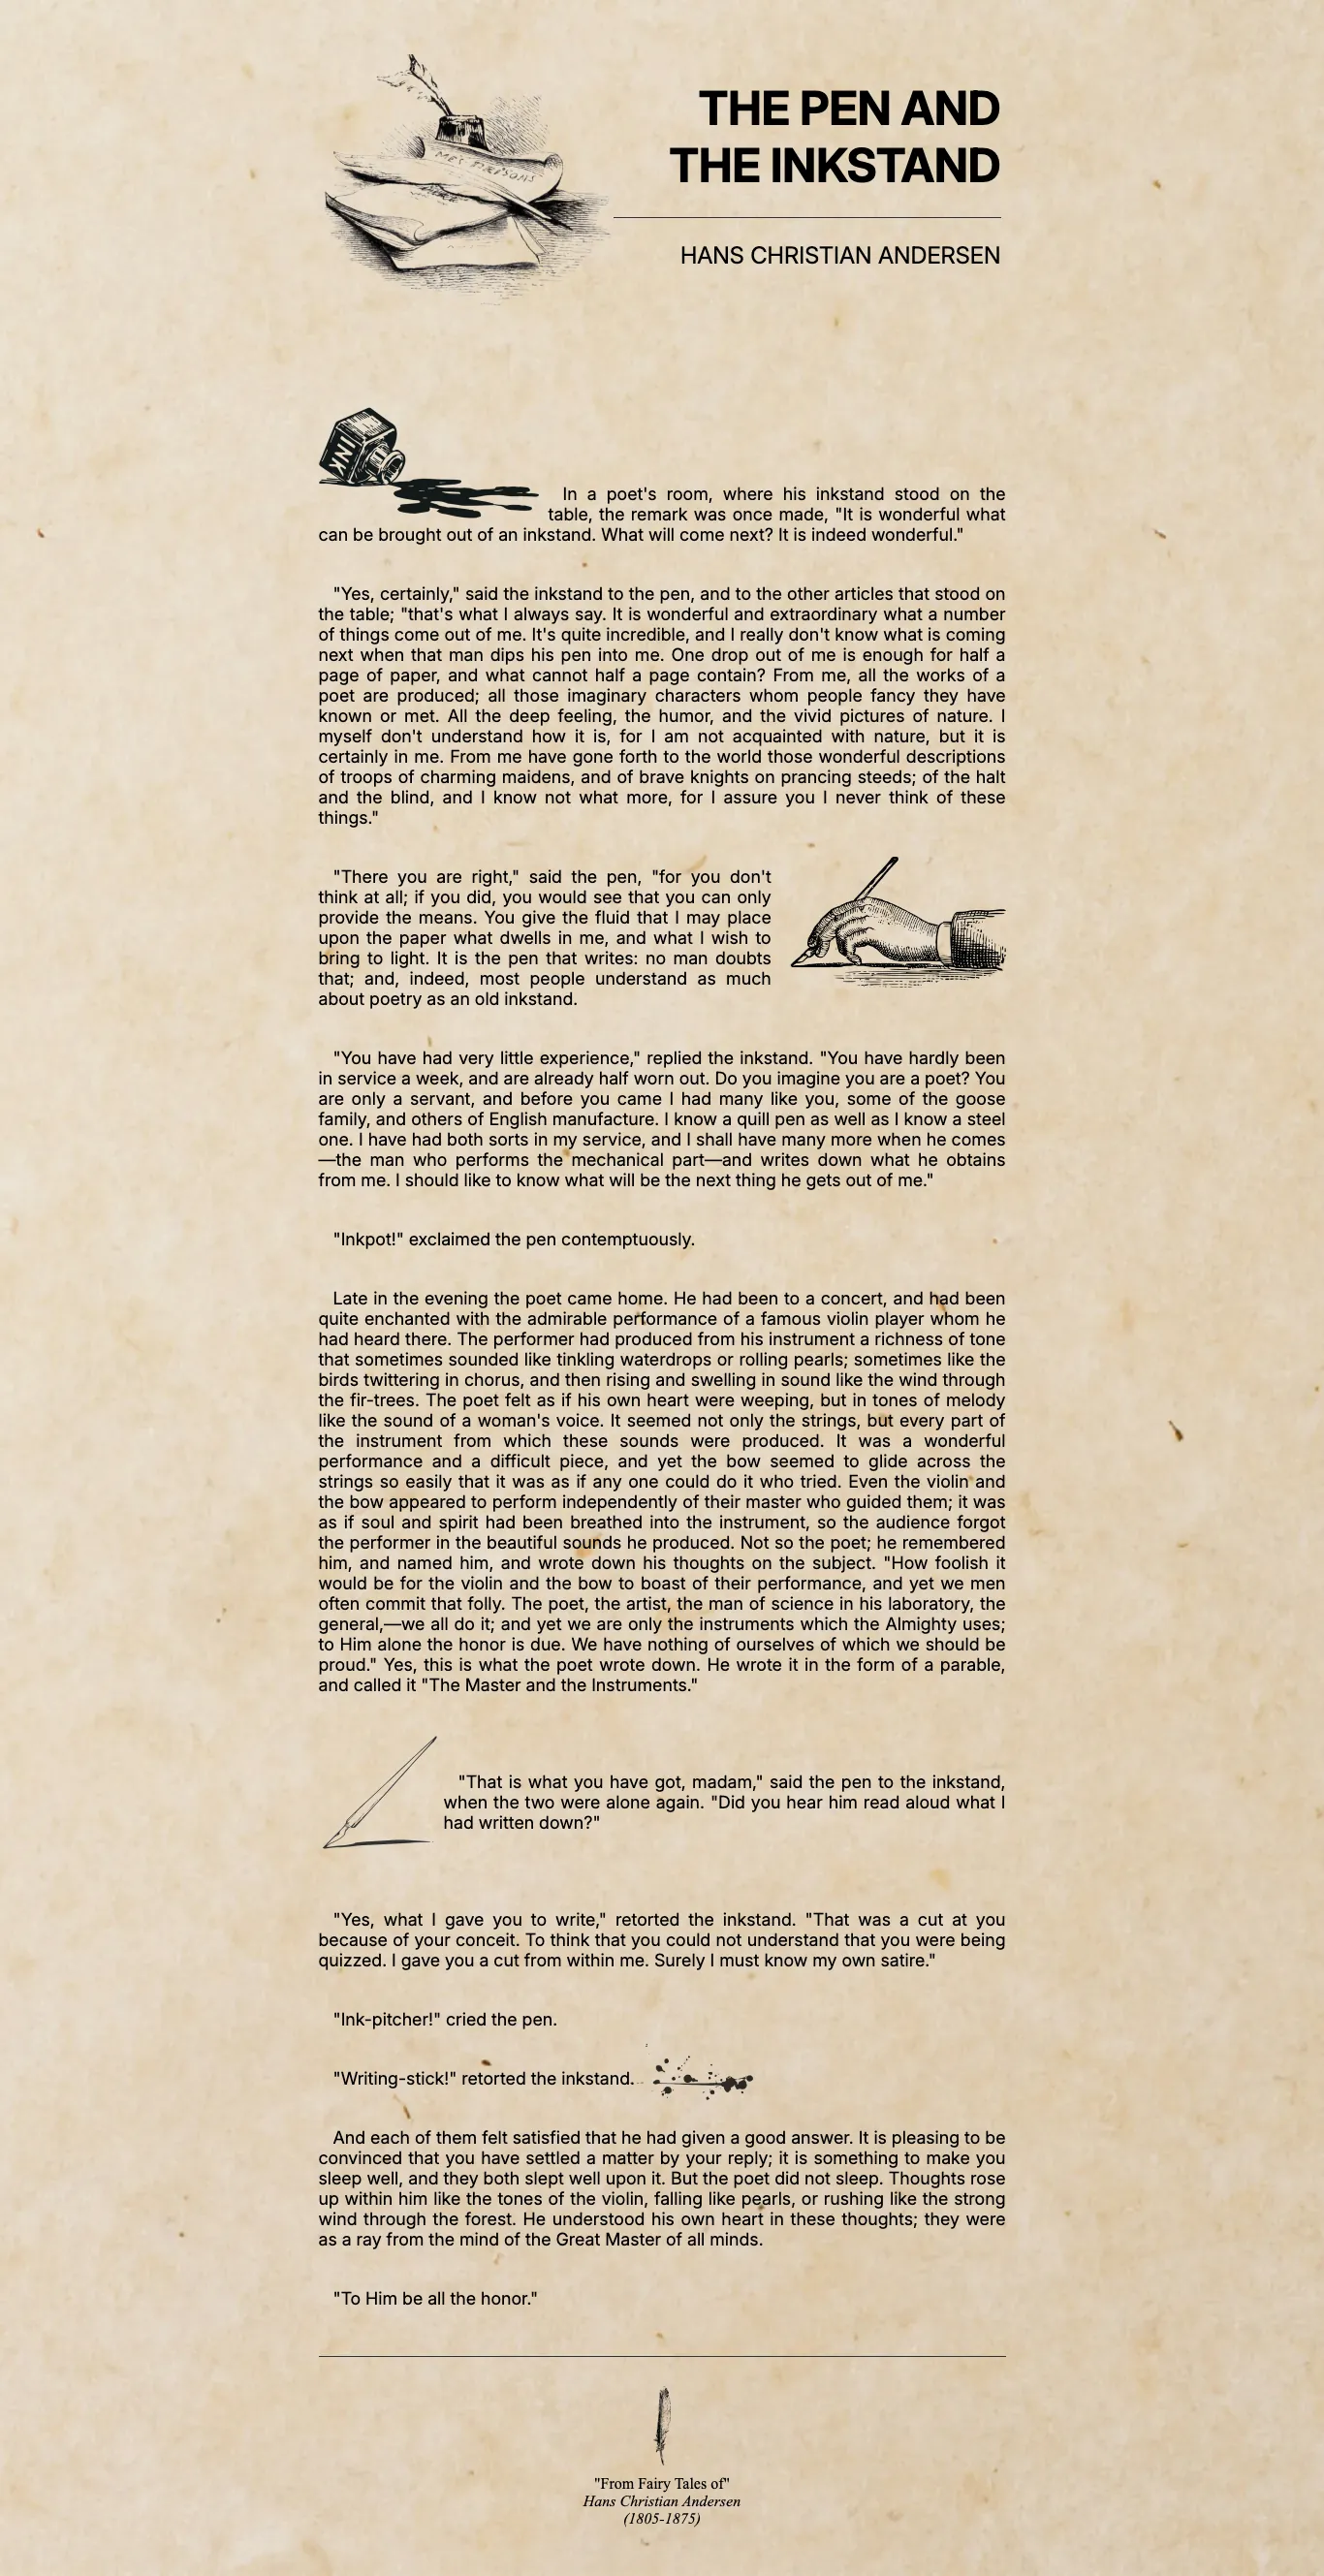 MES PÆRSONS
THE PEN AND
THE INKSTAND
HANS CHRISTIAN ANDERSEN
INK
In a poet's room, where his inkstand stood on the
table, the remark was once made, "It is wonderful what
can be brought out of an inkstand. What will come next? It is indeed wonderful."
"Yes, certainly," said the inkstand to the pen, and to the other articles that stood on
the table; "that's what I always say. It is wonderful and extraordinary what a number
of things come out of me. It's quite incredible, and I really don't know what is coming
next when that man dips his pen into me. One drop out of me is enough for half a
page of paper, and what cannot half a page contain? From me, all the works of a
poet are produced; all those imaginary characters whom people fancy they have
known or met. All the deep feeling, the humor, and the vivid pictures of nature. I
myself don't understand how it is, for I am not acquainted with nature, but it is
certainly in me. From me have gone forth to the world those wonderful descriptions
of troops of charming maidens, and of brave knights on prancing steeds; of the halt
and the blind, and I know not what more, for I assure you I never think of these
things."
"There you are right," said the pen, "for you don't
think at all; if you did, you would see that you can only
provide the means. You give the fluid that I may place
upon the paper what dwells in me, and what I wish to
bring to light. It is the pen that writes: no man doubts
that; and, indeed, most people understand as much
about poetry as an old inkstand.
"You have had very little experience," replied the inkstand. "You have hardly been
in service a week, and are already half worn out. Do you imagine you are a poet? You
are only a servant, and before you came I had many like you, some of the goose
family, and others of English manufacture. I know a quill pen as well as I know a steel
one. I have had both sorts in my service, and I shall have many more when he comes
—the man who performs the mechanical part—and writes down what he obtains
from me. I should like to know what will be the next thing he gets out of me."
"Inkpot!" exclaimed the pen contemptuously.
Late in the evening the poet came home. He had been to a concert, and had been
quite enchanted with the admirable performance of a famous violin player whom he
had heard there. The performer had produced from his instrument a richness of tone
that sometimes sounded like tinkling waterdrops or rolling pearls; sometimes like the
birds twittering in chorus, and then rising and swelling in sound like the wind through
the fir-trees. The poet felt as if his own heart were weeping, but in tones of melody
like the sound of a woman's voice. It seemed not only the strings, but every part of
the instrument from which these sounds were produced. It was a wonderful
performance and a difficult piece, and yet the bow seemed to glide across the
strings so easily that it was as if any one could do it who tried. Even the violin and
the bow appeared to perform independently of their master who guided them; it was
as if soul and spirit had been breathed into the instrument, so the audience forgot
the performer in the beautiful sounds he produced. Not so the poet; he remembered
him, and named him, and wrote down his thoughts on the subject. "How foolish it
would be for the violin and the bow to boast of their performance, and yet we men
often commit that folly. The poet, the artist, the man of science in his laboratory, the
general,—we all do it; and yet we are only the instruments which the Almighty uses;
to Him alone the honor is due. We have nothing of ourselves of which we should be
proud." Yes, this is what the poet wrote down. He wrote it in the form of a parable,
and called it "The Master and the Instruments."
"That is what you have got, madam," said the pen to the inkstand,
when the two were alone again. "Did you hear him read aloud what I
had written down?"
"Yes, what I gave you to write," retorted the inkstand. "That was a cut at you
because of your conceit. To think that you could not understand that you were being
quizzed. I gave you a cut from within me. Surely I must know my own satire."
"Ink-pitcher!" cried the pen.
"Writing-stick!" retorted the inkstand.
And each of them felt satisfied that he had given a good answer. It is pleasing to be
convinced that you have settled a matter by your reply; it is something to make you
sleep well, and they both slept well upon it. But the poet did not sleep. Thoughts rose
up within him like the tones of the violin, falling like pearls, or rushing like the strong
wind through the forest. He understood his own heart in these thoughts; they were
as a ray from the mind of the Great Master of all minds.
"To Him be all the honor."
"From Fairy Tales of"
Hans Christian Andersen
(1805-1875)